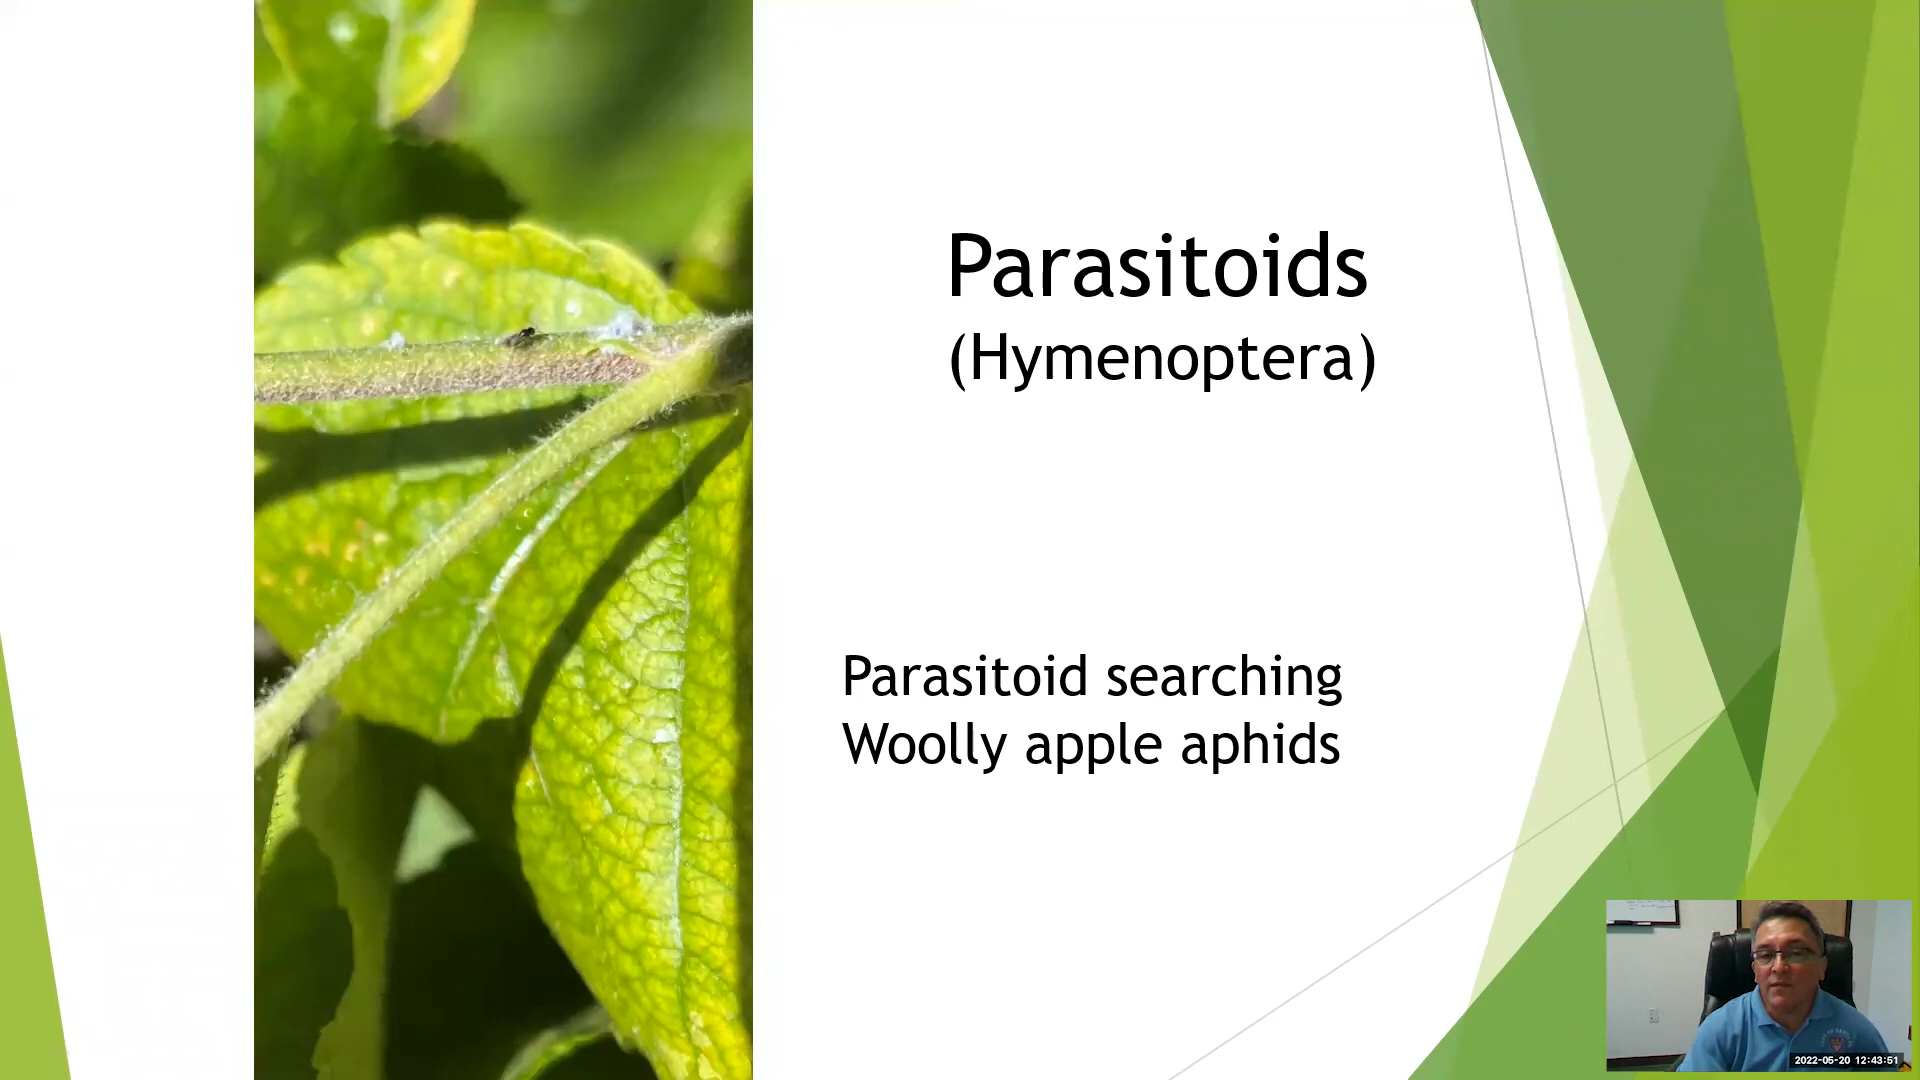 Parasitoids
(Hymenoptera)
Parasitoid searching
Woolly apple aphids
2022-05-20 12:43:51